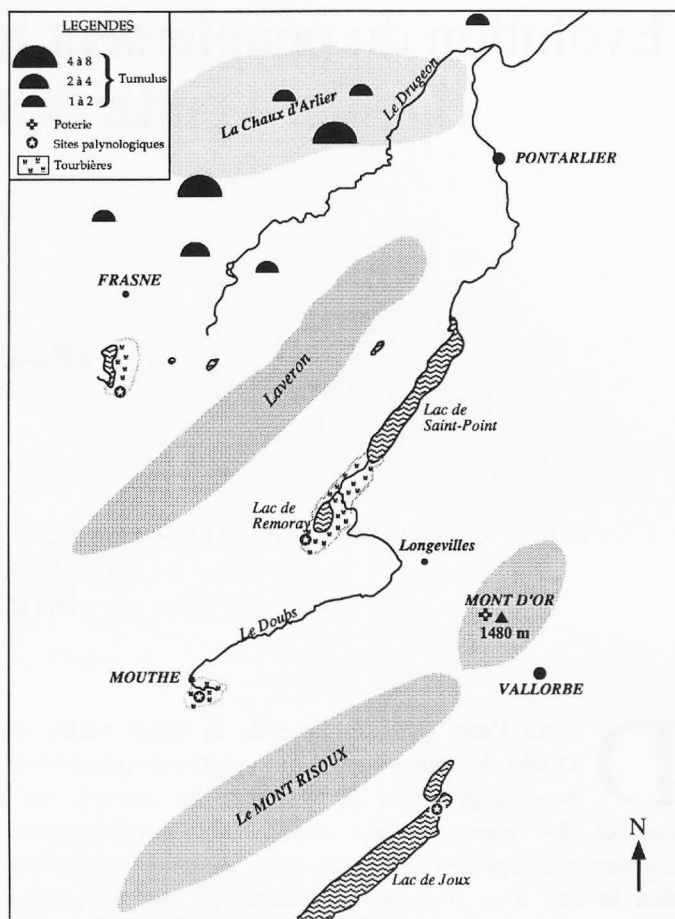 LEGENDES
4 à 8
2 à 4
1 à 2
Tumulus
Poterie
Sites palynologiques
Tourbières
La Chaux d'Arlier
Le Drugeon
PONTARLIER
FRASNE
Laveron
Lac de
Saint-Point
Lac de
Remoray
Longevilles
MONT D'OR
1480 m
Le Doubs
MOUTHE
VALLORBE
Le MONT RISOUX
Lac de Joux
N